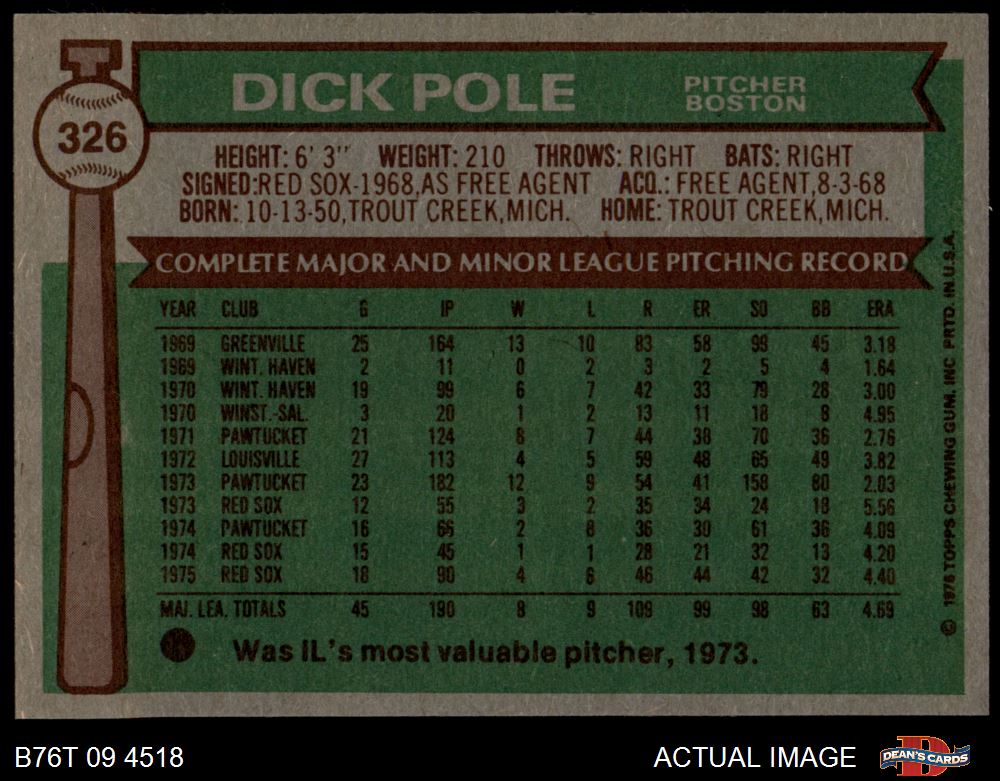 326
DICK POLE
PITCHER
BOSTON
HEIGHT: 6' 3" WEIGHT: 210 THROWS: RIGHT BATS: RIGHT
SIGNED:RED SOX-1968,AS FREE AGENT ACQ.: FREE AGENT,8-3-68
BORN: 10-13-50,TROUT CREEK,MICH. HOME: TROUT CREEK,MICH.
COMPLETE MAJOR AND MINOR LEAGUE PITCHING RECORD
YEAR CLUB G IP W L R ER SO BB ERA
1969 GREENVILLE 25 164 13 10 83 58 99 45 3.18
1969 WINT. HAVEN 2 11 0 2 3 2 5 4 1.64
1970 WINT. HAVEN 19 99 6 7 42 33 79 28 3.00
1970 WINST.-SAL. 3 20 1 2 13 11 18 8 4.95
1971 PAWTUCKET 21 124 8 7 44 38 70 36 2.76
1972 LOUISVILLE 27 113 4 5 59 48 65 49 3.82
1973 PAWTUCKET 23 182 12 9 54 41 158 80 2.03
1973 RED SOX 12 55 3 2 35 34 24 18 5.56
1974 PAWTUCKET 16 66 2 8 36 30 61 36 4.09
1974 RED SOX 15 45 1 1 28 21 32 13 4.20
1975 RED SOX 18 90 4 6 46 44 42 32 4.40
MAJ. LEA. TOTALS 45 190 8 9 109 99 98 63 4.69
Was IL's most valuable pitcher, 1973.
© 1976 TOPPS CHEWING GUM, INC PRTD. IN U.S.A.
B76T 09 4518
ACTUAL IMAGE
DEAN'S CARDS